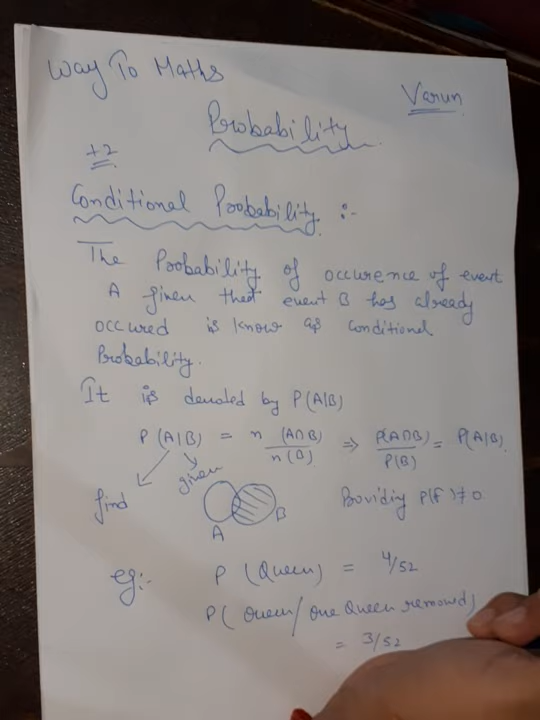 Way To Maths
Varun
Probability
+2
Conditional Probability :-
The Probability of occurence of event
A given that event B has already
occured is know as Conditional
Probability.
It is denoted by P(A|B)
P(A|B) = n (A∩B) / n(B) ⇒ P(A∩B) / P(B) = P(A|B).
find given
A B
Providing P(F) ≠ 0
eg:- P (Queen) = 4/52
P( Queen/one Queen removed)
= 3/52